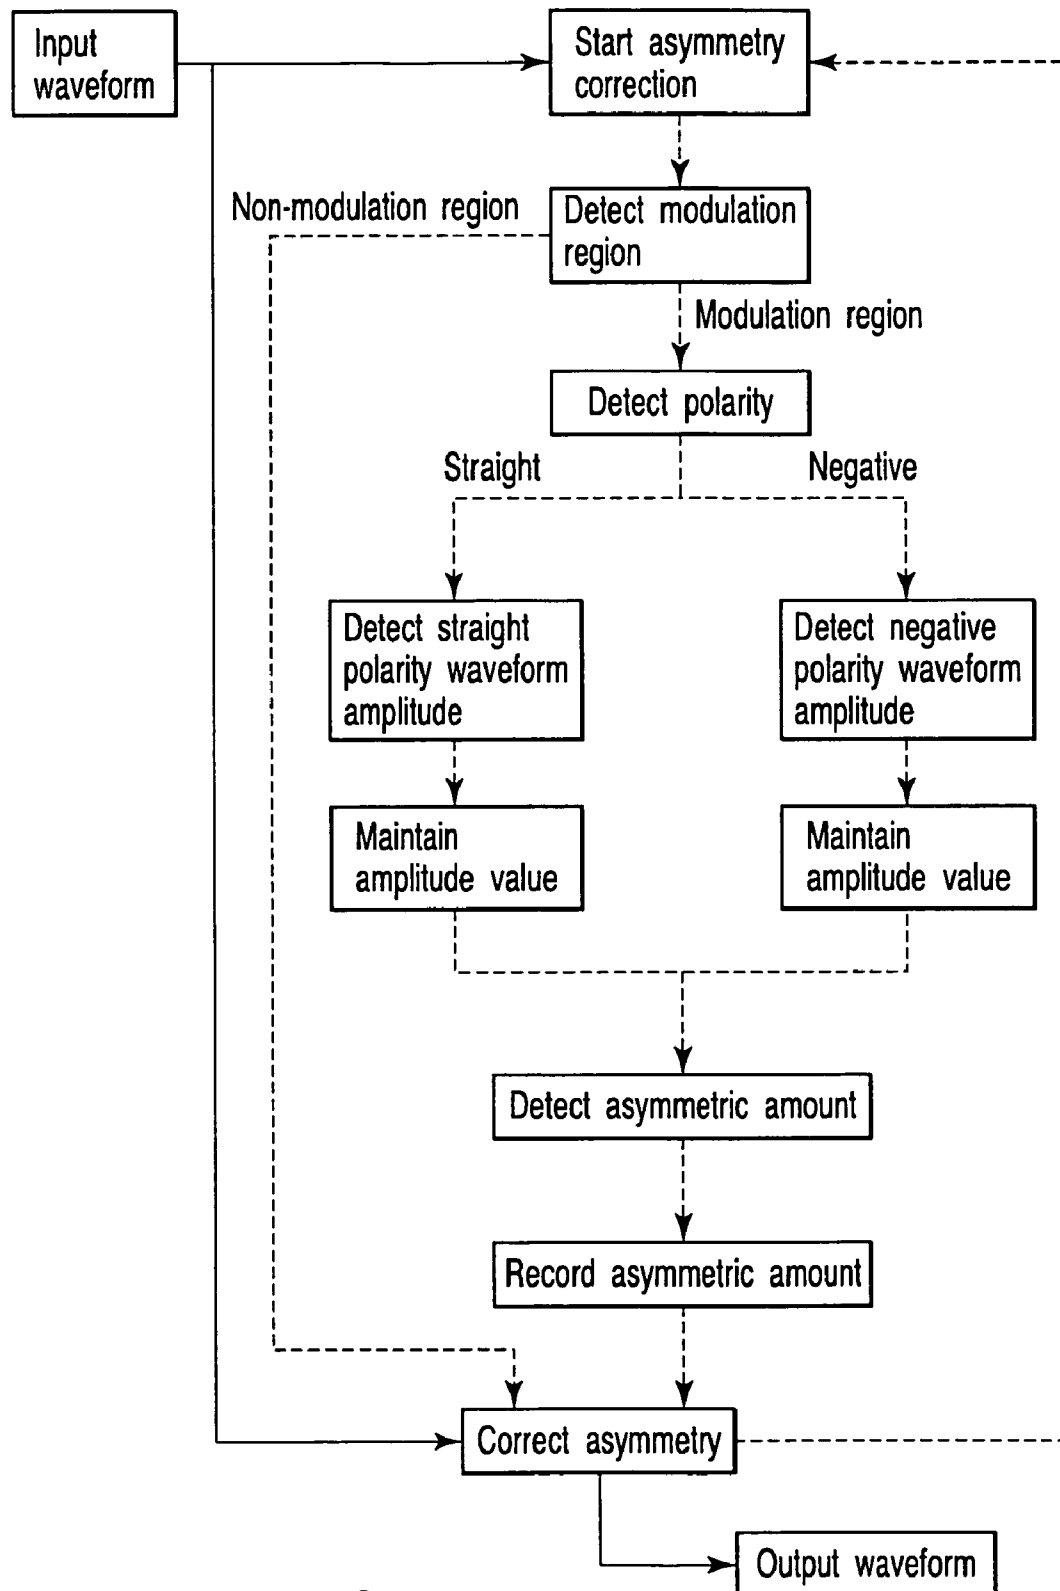 Input
waveform
Start asymmetry
correction
Non-modulation region
Detect modulation
region
Modulation region
Detect polarity
Straight
Negative
Detect straight
polarity waveform
amplitude
Detect negative
polarity waveform
amplitude
Maintain
amplitude value
Maintain
amplitude value
Detect asymmetric amount
Record asymmetric amount
Correct asymmetry
Output waveform